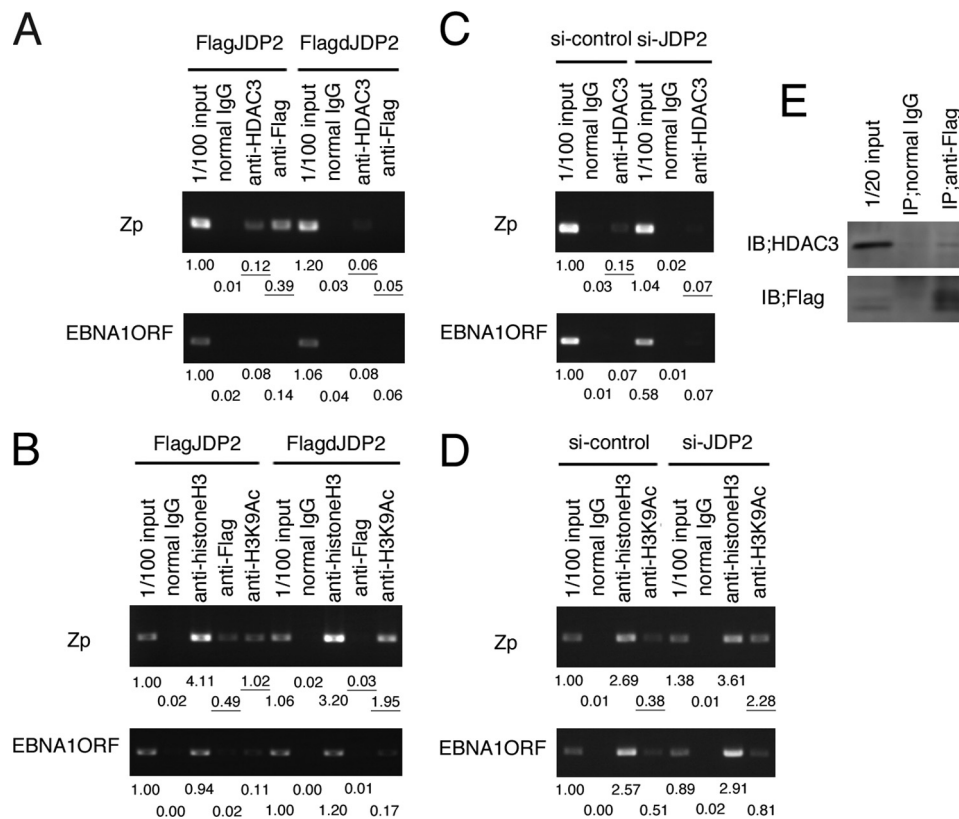 A
FlagJDP2 FlagdJDP2
1/100 input
normal IgG
anti-HDAC3
anti-Flag
1/100 input
normal IgG
anti-HDAC3
anti-Flag
Zp
1.00 0.12 1.20 0.06
0.01 0.39 0.03 0.05
EBNA1ORF
1.00 0.08 1.06 0.08
0.02 0.14 0.04 0.06
B
FlagJDP2 FlagdJDP2
1/100 input
normal IgG
anti-histoneH3
anti-Flag
anti-H3K9Ac
1/100 input
normal IgG
anti-histoneH3
anti-Flag
anti-H3K9Ac
Zp
1.00 4.11 1.02 0.02 0.03
0.02 0.49 1.06 3.20 1.95
EBNA1ORF
1.00 0.94 0.11 0.00 0.01
0.00 0.02 1.00 1.20 0.17
C
si-control si-JDP2
1/100 input
normal IgG
anti-HDAC3
1/100 input
normal IgG
anti-HDAC3
Zp
1.00 0.15 0.02
0.03 1.04 0.07
EBNA1ORF
1.00 0.07 0.01
0.01 0.58 0.07
D
si-control si-JDP2
1/100 input
normal IgG
anti-histoneH3
anti-H3K9Ac
1/100 input
normal IgG
anti-histoneH3
anti-H3K9Ac
Zp
1.00 2.69 1.38 3.61
0.01 0.38 0.01 2.28
EBNA1ORF
1.00 2.57 0.89 2.91
0.00 0.51 0.02 0.81
E
1/20 input
IP;normal IgG
IP;anti-Flag
IB;HDAC3
IB;Flag